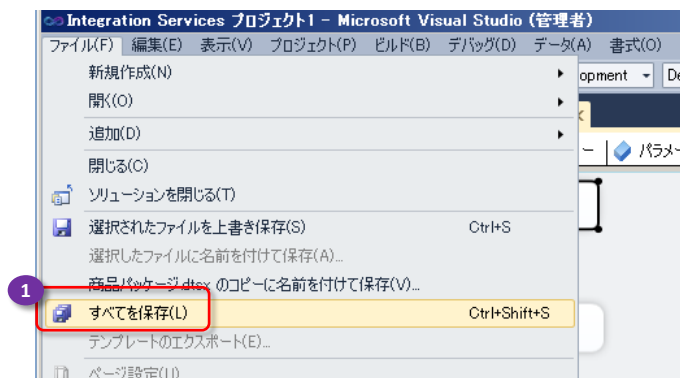 Integration Services プロジェクト1 - Microsoft Visual Studio (管理者)
ファイル(F) 編集(E) 表示(V) プロジェクト(P) ビルド(B) デバッグ(D) データ(A) 書式(O)
新規作成(N)
opment
開く(O)
追加(D)
閉じる(C)
ソリューションを閉じる(T)
選択されたファイルを上書き保存(S) Ctrl+S
選択したファイルに名前を付けて保存(A)...
商品パッケージ.dtsx のコピーに名前を付けて保存(V)...
1
すべてを保存(L) Ctrl+Shift+S
テンプレートのエクスポート(E)...
ページ設定(U)